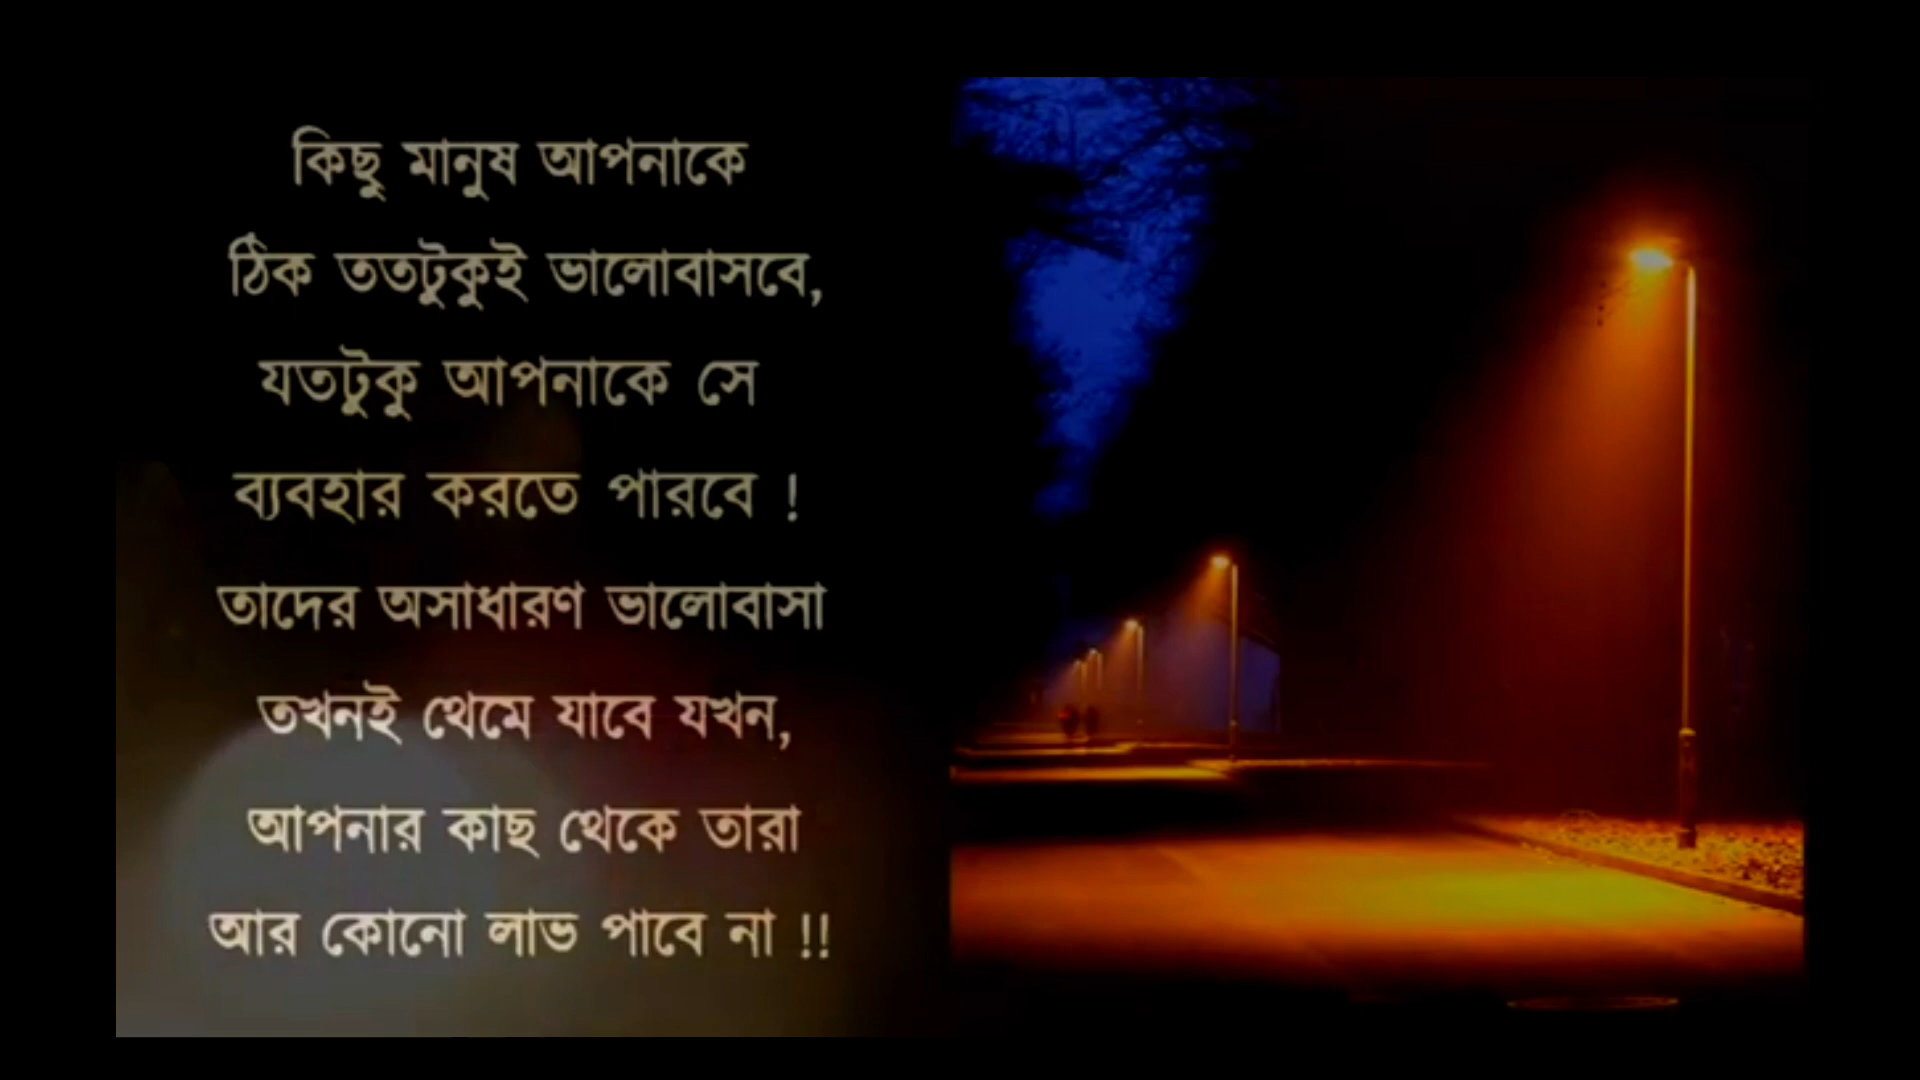 কিছু মানুষ আপনাকে
ঠিক ততটুকুই ভালোবাসবে,
যতটুকু আপনাকে সে
ব্যবহার করতে পারবে !
তাদের অসাধারণ ভালোবাসা
তখনই থেমে যাবে যখন,
আপনার কাছ থেকে তারা
আর কোনো লাভ পাবে না !!